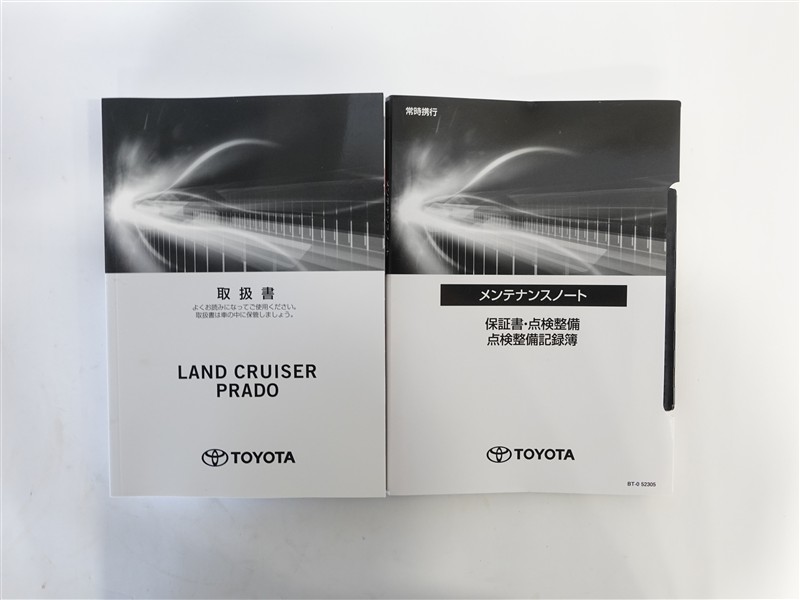 取扱書
よくお読みになってご使用ください。
取扱書は車の中に保管しましょう。
LAND CRUISER
PRADO
TOYOTA
常時携行
メンテナンスノート
保証書・点検整備
点検整備記録簿
TOYOTA
BT-0 52305